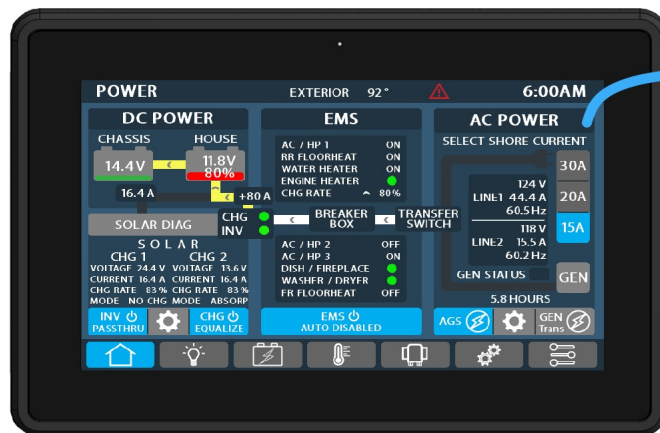 POWER EXTERIOR 92° 6:00AM
DC POWER
CHASSIS HOUSE
14.4V 11.8V
80%
16.4 A +80 A
SOLAR DIAG
CHG
INV
SOLAR
CHG 1 CHG 2
VOLTAGE 24.4 V VOLTAGE 13.6 V
CURRENT 16.4 A CURRENT 16.4 A
CHG RATE 83 % CHG RATE 83 %
MODE NO CHG MODE ABSORP
INV
PASSTHRU
CHG
EQUALIZE
EMS
AC / HP 1 ON
RR FLOORHEAT ON
WATER HEATER ON
ENGINE HEATER
CHG RATE 80%
BREAKER
BOX
TRANSFER
SWITCH
AC / HP 2 OFF
AC / HP 3 ON
DISH / FIREPLACE
WASHER / DRYER
FR FLOORHEAT OFF
EMS
AUTO DISABLED
AC POWER
SELECT SHORE CURRENT
30A
20A
15A
124 V
LINE1 44.4 A
60.5Hz
118 V
LINE2 15.5 A
60.2 Hz
GEN STATUS
GEN
5.8 HOURS
AGS
GEN
Trans